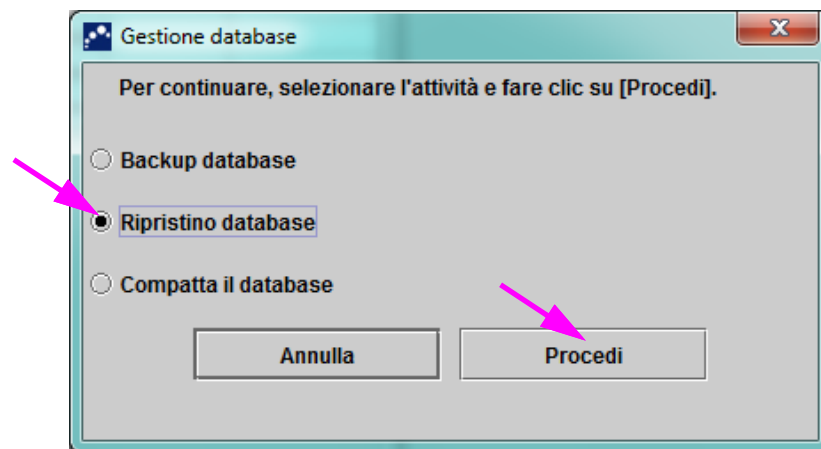 Gestione database
Per continuare, selezionare l'attività e fare clic su [Procedi].
Backup database
Ripristino database
Compatta il database
Annulla
Procedi